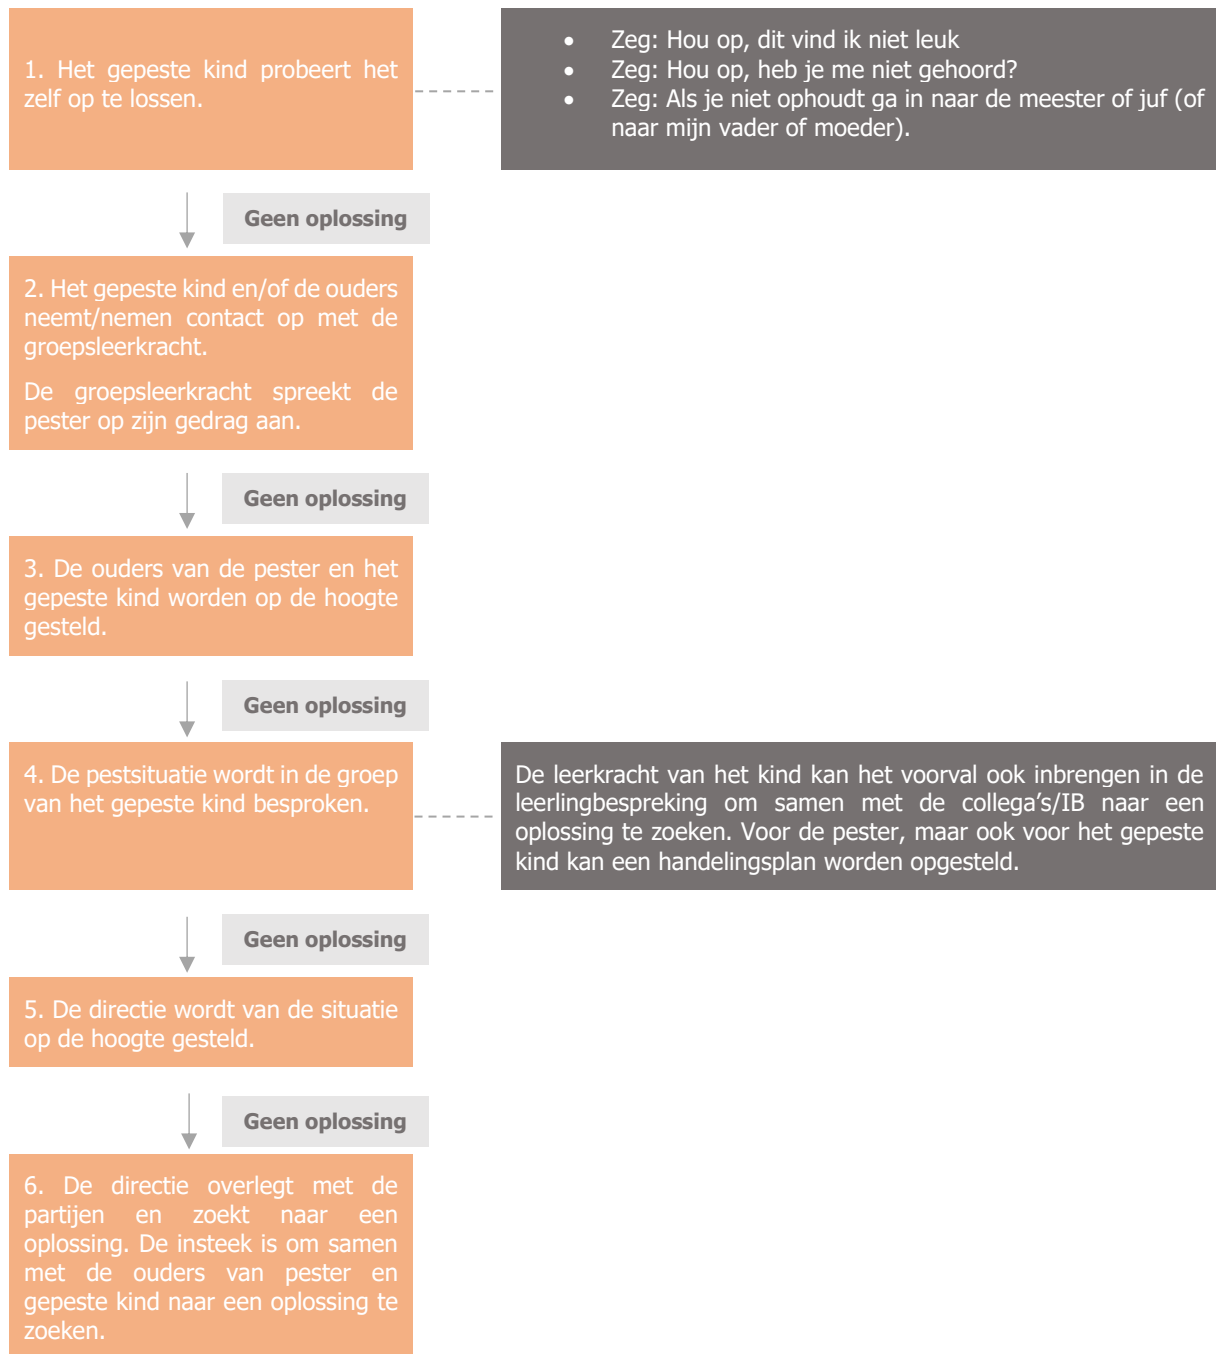 1. Het gepeste kind probeert het
zelf op te lossen.
• Zeg: Hou op, dit vind ik niet leuk
• Zeg: Hou op, heb je me niet gehoord?
• Zeg: Als je niet ophoudt ga in naar de meester of juf (of
naar mijn vader of moeder).
Geen oplossing
2. Het gepeste kind en/of de ouders
neemt/nemen contact op met de
groepsleerkracht.
De groepsleerkracht spreekt de
pester op zijn gedrag aan.
Geen oplossing
3. De ouders van de pester en het
gepeste kind worden op de hoogte
gesteld.
Geen oplossing
4. De pestsituatie wordt in de groep
van het gepeste kind besproken.
De leerkracht van het kind kan het voorval ook inbrengen in de
leerlingbespreking om samen met de collega’s/IB naar een
oplossing te zoeken. Voor de pester, maar ook voor het gepeste
kind kan een handelingsplan worden opgesteld.
Geen oplossing
5. De directie wordt van de situatie
op de hoogte gesteld.
Geen oplossing
6. De directie overlegt met de
partijen en zoekt naar een
oplossing. De insteek is om samen
met de ouders van pester en
gepeste kind naar een oplossing te
zoeken.